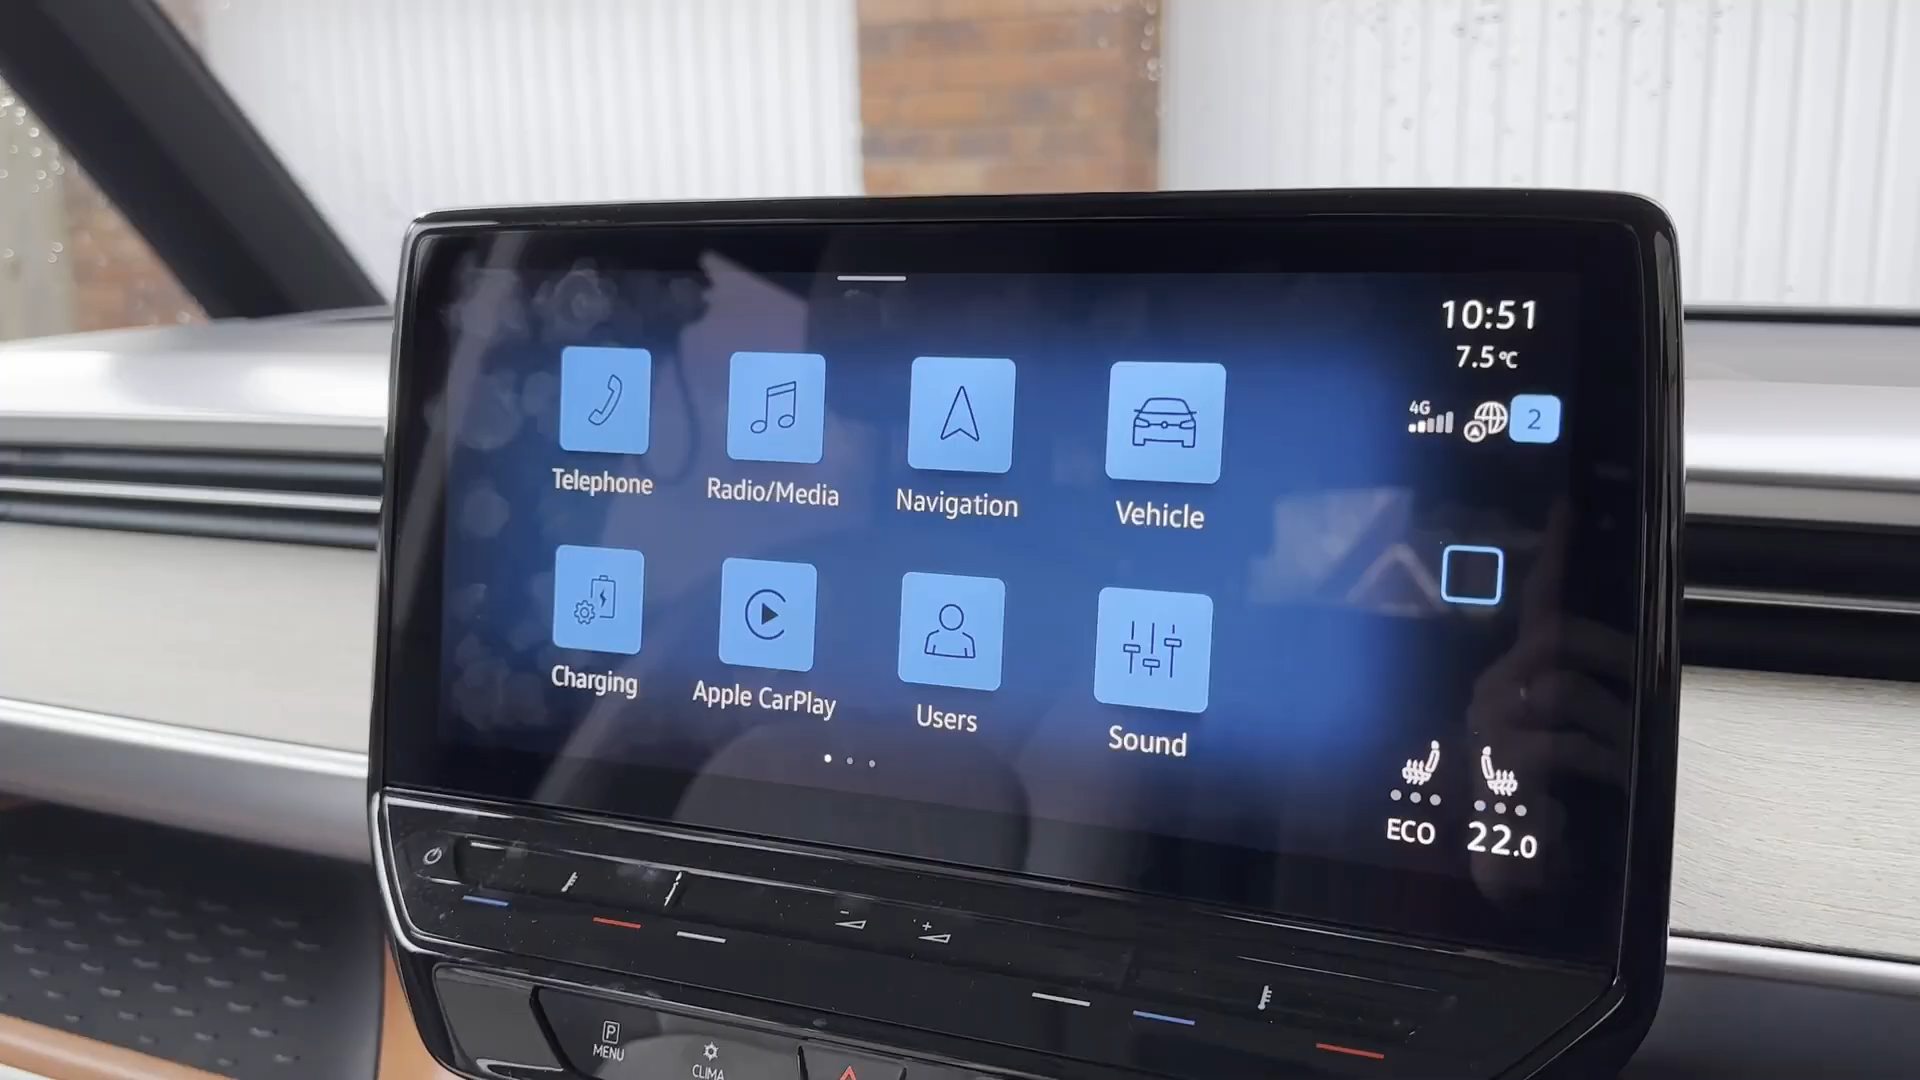 10:51
7.5°C
4G
2
Telephone
Radio/Media
Navigation
Vehicle
Charging
Apple CarPlay
Users
Sound
ECO
22.0
P
MENU
CLIMA